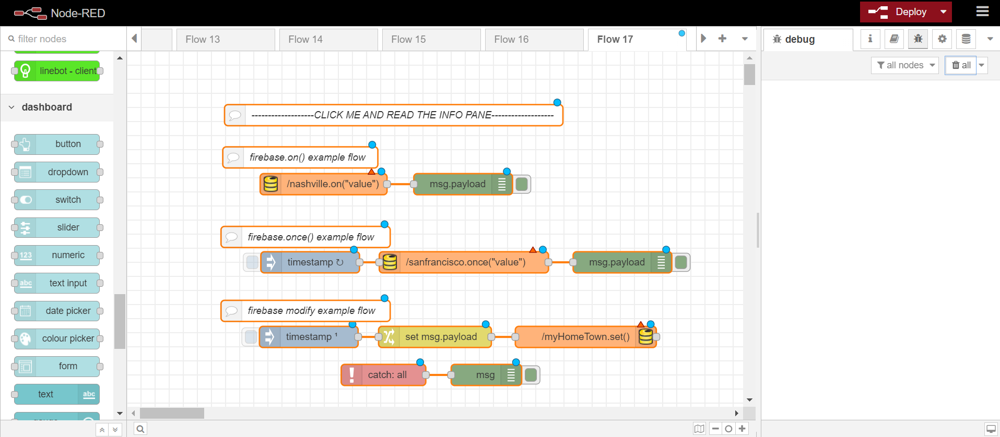 Node-RED
Deploy
filter nodes
Flow 13
Flow 14
Flow 15
Flow 16
Flow 17
debug
i
all nodes
all
linebot - client
dashboard
button
dropdown
switch
slider
123 numeric
abc text input
date picker
colour picker
form
text abc
-------------------CLICK ME AND READ THE INFO PANE-------------------
firebase.on() example flow
/nashville.on("value")
msg.payload
firebase.once() example flow
timestamp ↻
/sanfrancisco.once("value")
msg.payload
firebase modify example flow
timestamp ¹
set msg.payload
/myHomeTown.set()
catch: all
msg